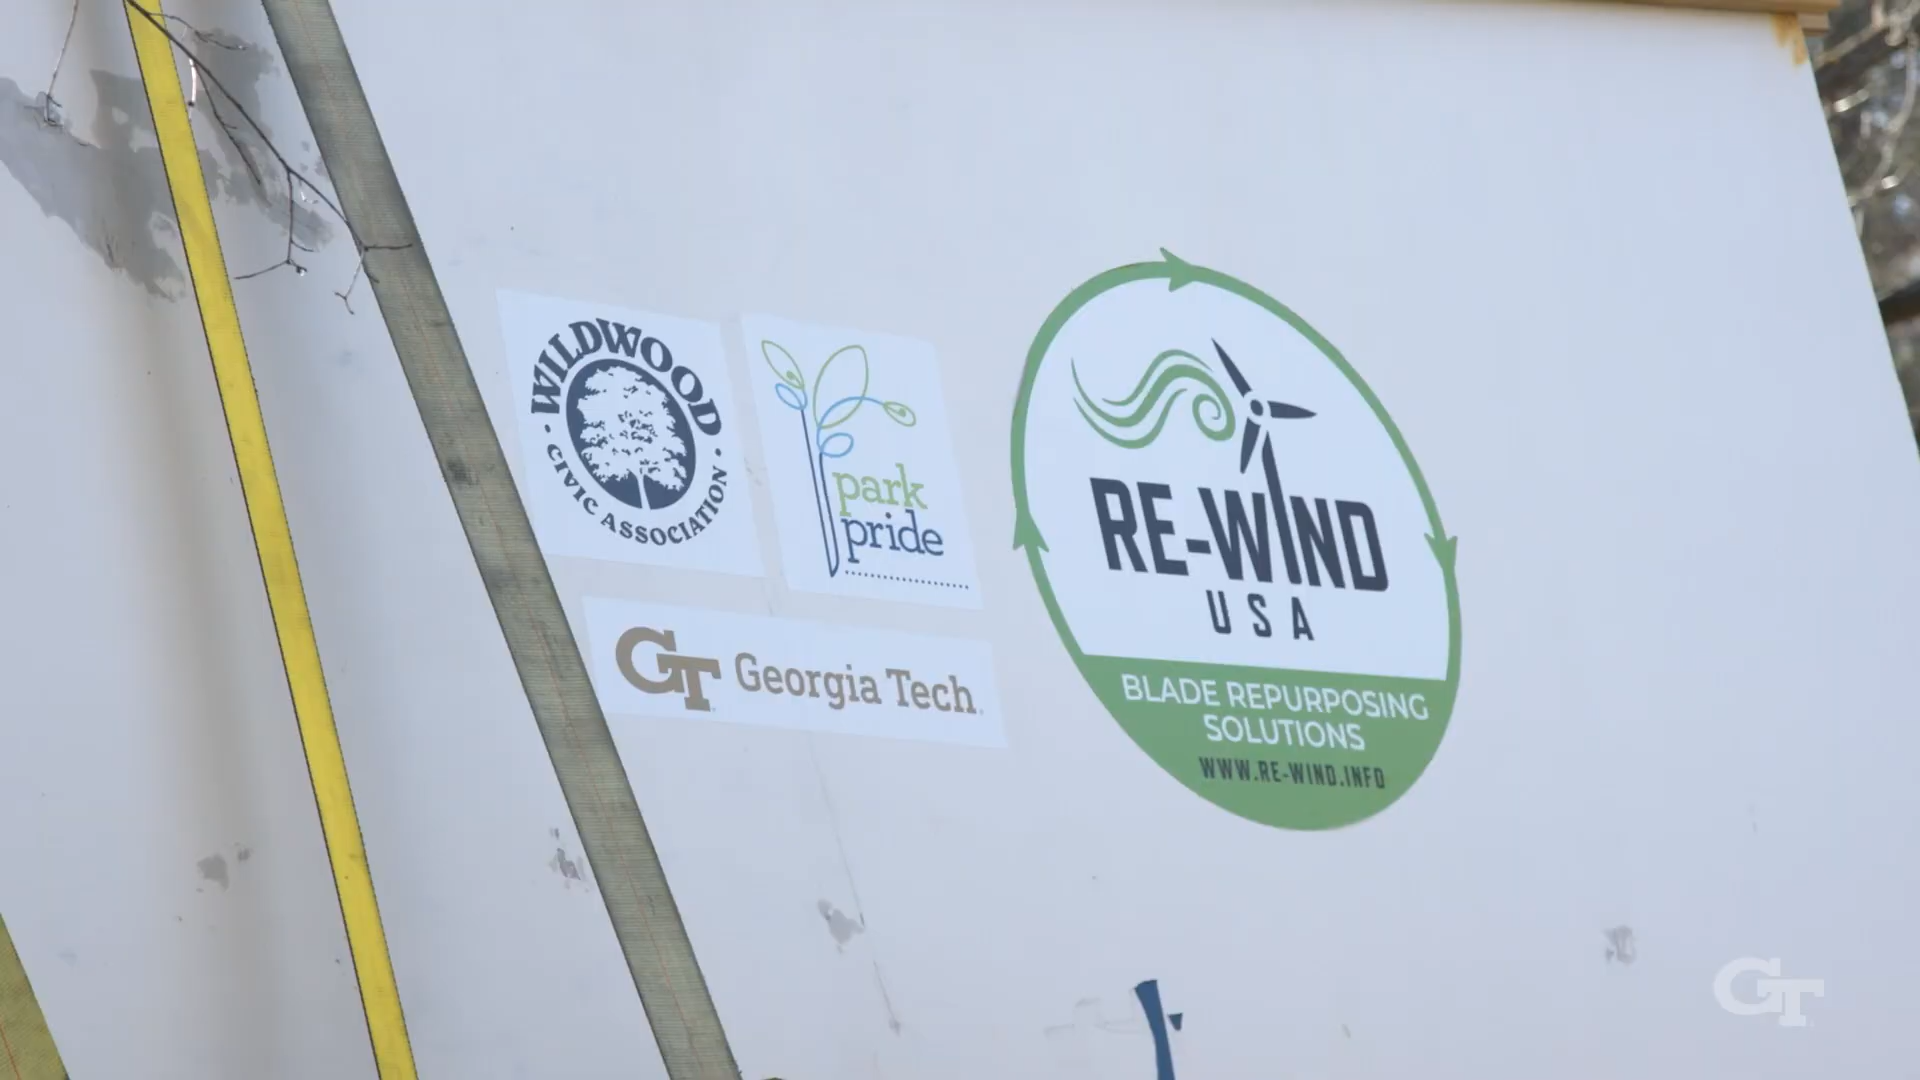 WILDWOOD
· CIVIC ASSOCIATION ·
park
pride
GT Georgia Tech
RE-WIND
USA
BLADE REPURPOSING
SOLUTIONS
WWW.RE-WIND.INFO
GT